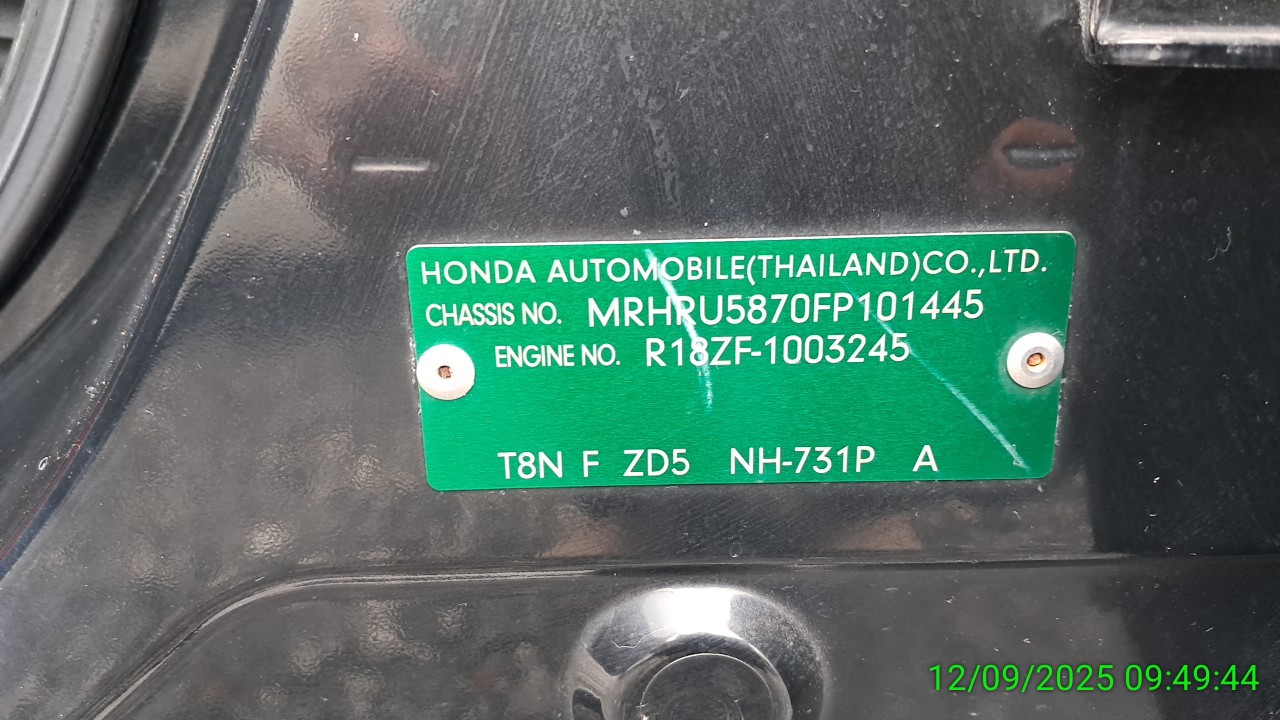 HONDA AUTOMOBILE(THAILAND)CO.,LTD.
CHASSIS NO. MRHRU5870FP101445
ENGINE NO. R18ZF-1003245
T8N F ZD5 NH-731P A
12/09/2025 09:49:44